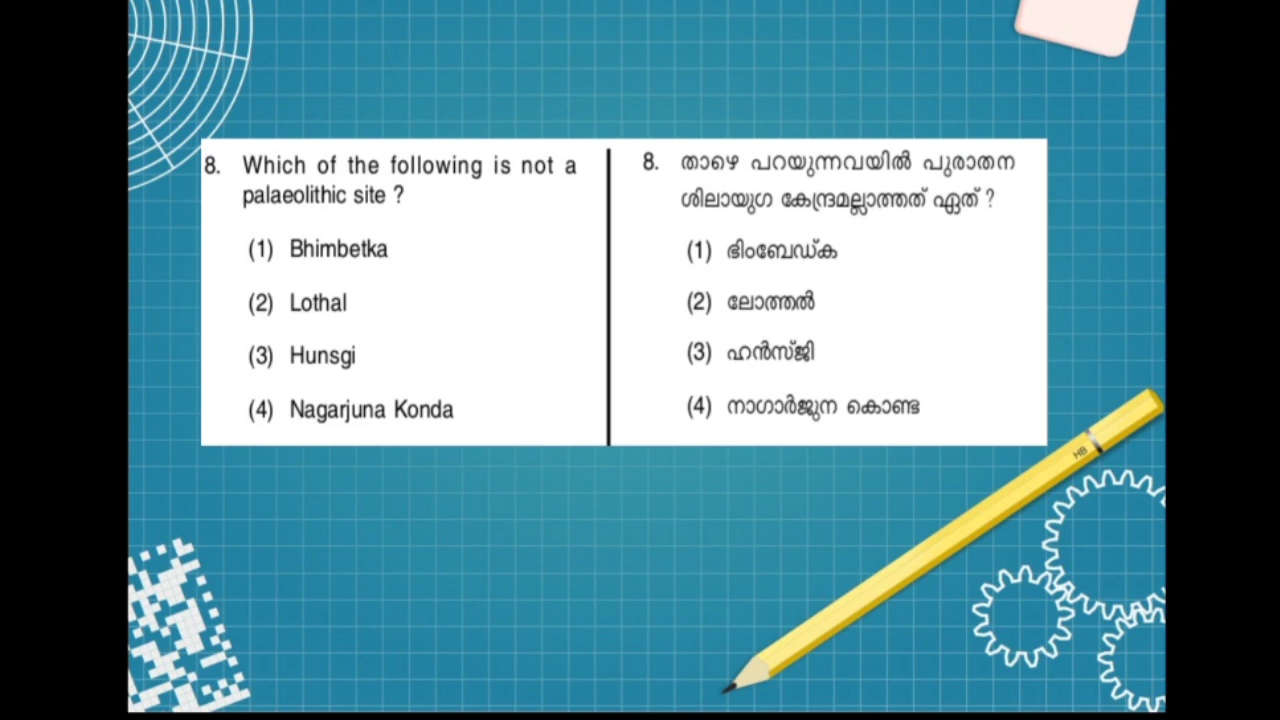 8. Which of the following is not a
palaeolithic site ?
(1) Bhimbetka
(2) Lothal
(3) Hunsgi
(4) Nagarjuna Konda
8. താഴെ പറയുന്നവയിൽ പുരാതന
ശിലായുഗ കേന്ദ്രമല്ലാത്തത് ഏത് ?
(1) ഭിംബേഡ്ക
(2) ലോത്തൽ
(3) ഹൻസ്ജി
(4) നാഗാർജുന കൊണ്ട
HB